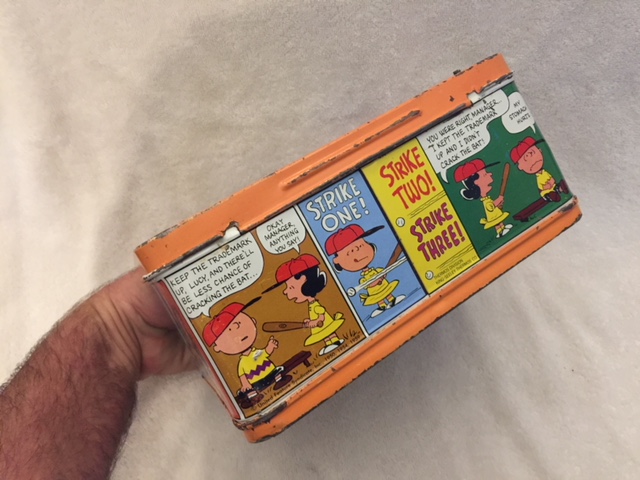 KEEP THE TRADEMARK
UP, LUCY, AND THERE'LL
BE LESS CHANCE OF
CRACKING THE BAT...
OKAY
MANAGER,
ANYTHING
YOU SAY!
STRIKE
ONE!
STRIKE
TWO!
STRIKE
THREE!
YOU WERE RIGHT, MANAGER..
I KEPT THE TRADEMARK
UP AND I DIDN'T
CRACK THE BAT!
MY
STOMACH
HURTS